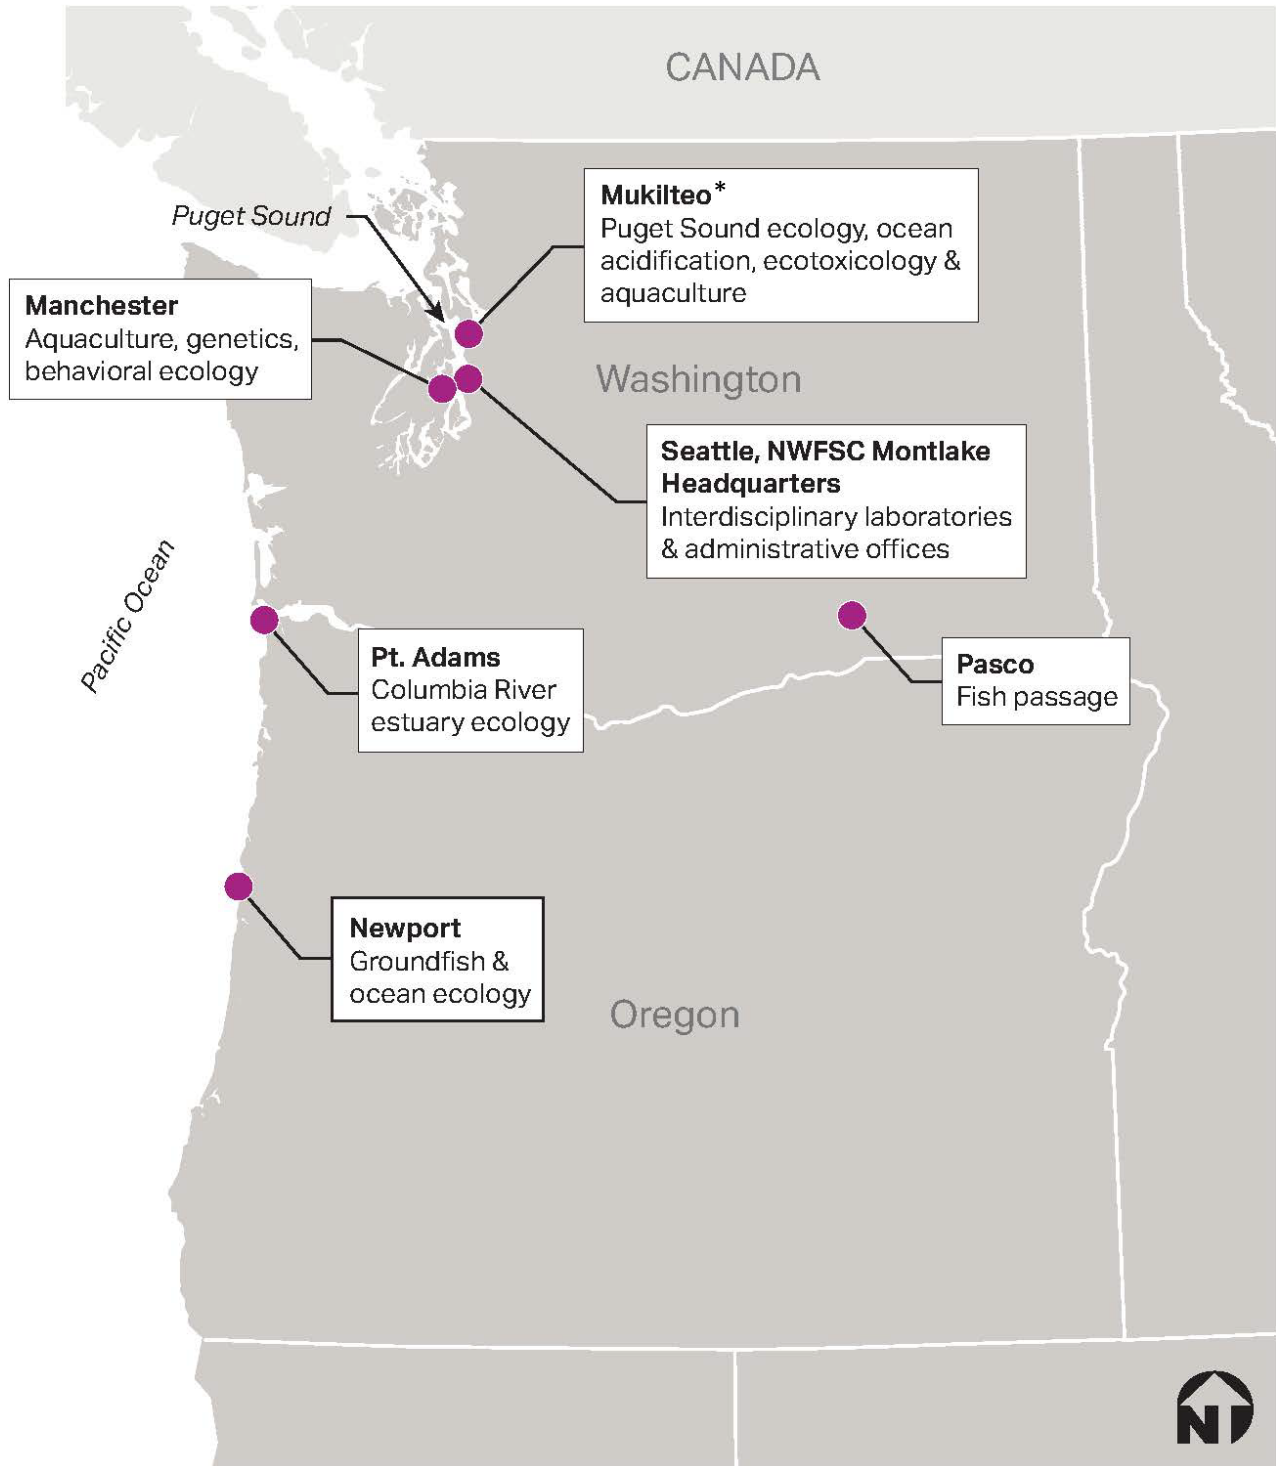 CANADA
Mukilteo*
Puget Sound ecology, ocean
acidification, ecotoxicology &
aquaculture
Puget Sound
Manchester
Aquaculture, genetics,
behavioral ecology
Washington
Seattle, NWFSC Montlake
Headquarters
Interdisciplinary laboratories
& administrative offices
Pacific Ocean
Pt. Adams
Columbia River
estuary ecology
Pasco
Fish passage
Newport
Groundfish &
ocean ecology
Oregon
N